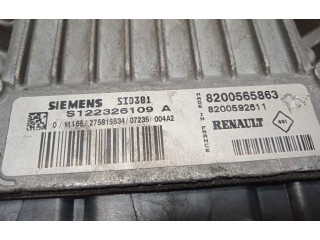 SIEMENS SID301
S122326109 A
MADE IN FRANCE
8200565863
8200592611
RENAULT